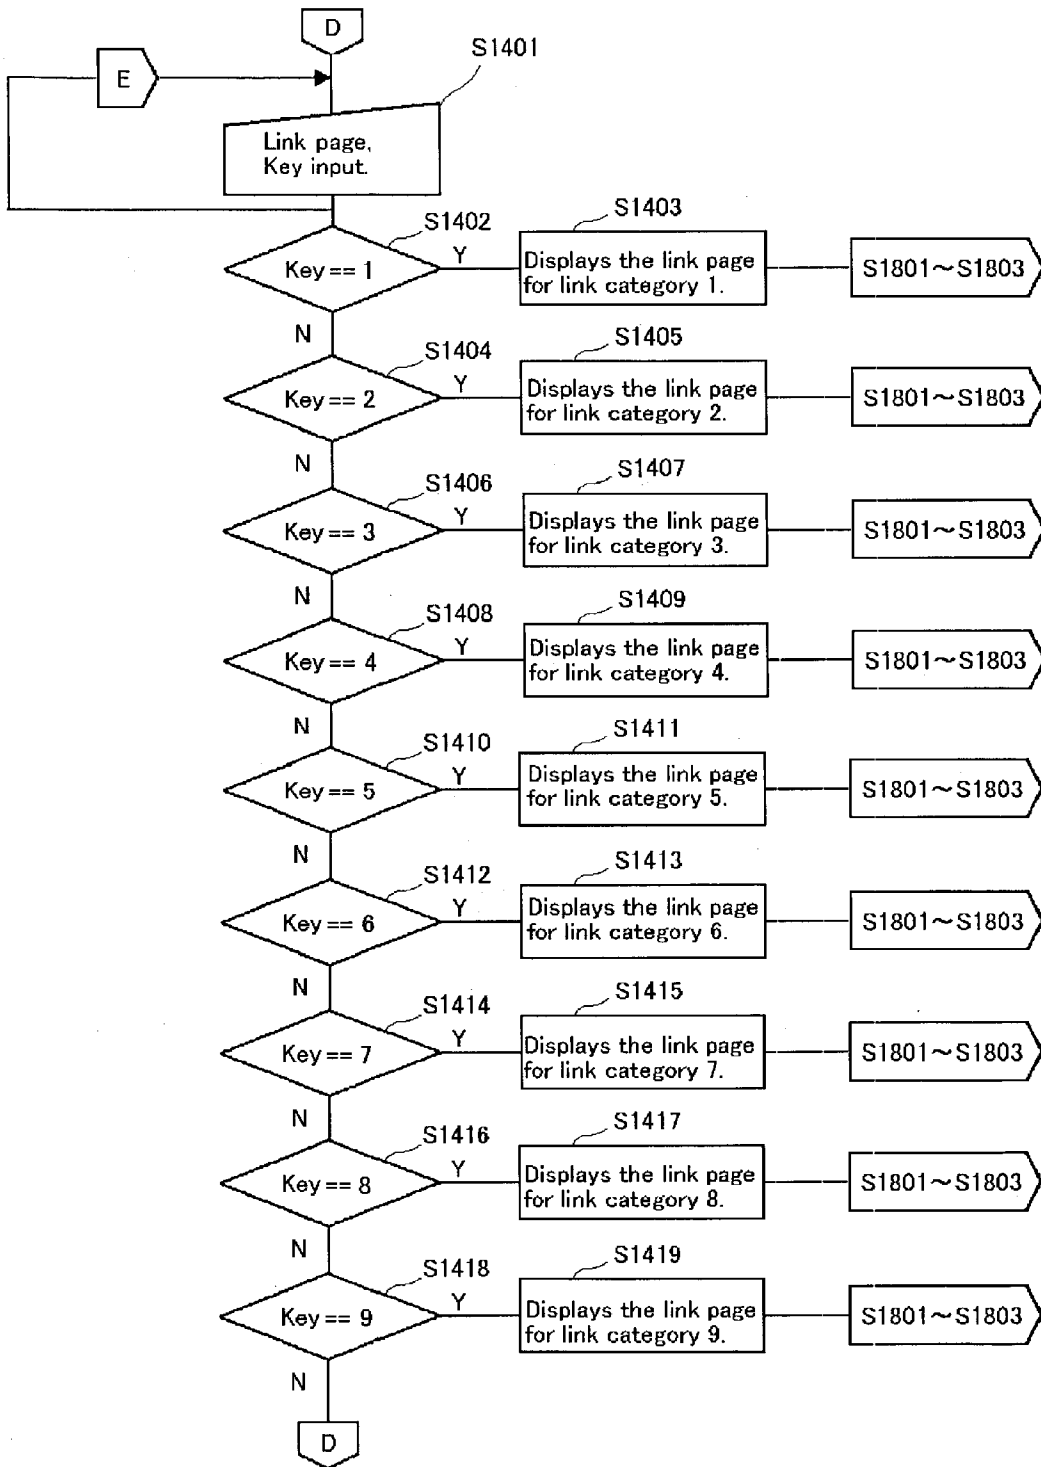 D
S1401
E
Link page,
Key input.
S1402
S1403
Key == 1
Y
Displays the link page
for link category 1.
S1801~S1803
N
S1404
S1405
Key == 2
Y
Displays the link page
for link category 2.
S1801~S1803
N
S1406
S1407
Key == 3
Y
Displays the link page
for link category 3.
S1801~S1803
N
S1408
S1409
Key == 4
Y
Displays the link page
for link category 4.
S1801~S1803
N
S1410
S1411
Key == 5
Y
Displays the link page
for link category 5.
S1801~S1803
N
S1412
S1413
Key == 6
Y
Displays the link page
for link category 6.
S1801~S1803
N
S1414
S1415
Key == 7
Y
Displays the link page
for link category 7.
S1801~S1803
N
S1416
S1417
Key == 8
Y
Displays the link page
for link category 8.
S1801~S1803
N
S1418
S1419
Key == 9
Y
Displays the link page
for link category 9.
S1801~S1803
N
D